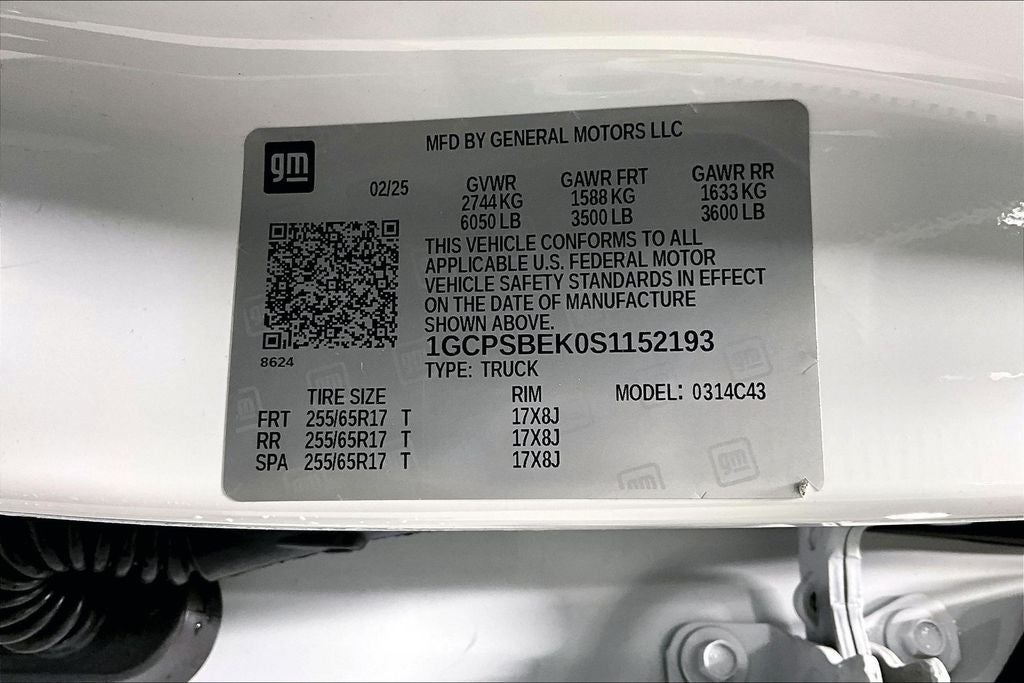 gm
MFD BY GENERAL MOTORS LLC
02/25
GVWR GAWR FRT GAWR RR
2744 KG 1588 KG 1633 KG
6050 LB 3500 LB 3600 LB
THIS VEHICLE CONFORMS TO ALL
APPLICABLE U.S. FEDERAL MOTOR
VEHICLE SAFETY STANDARDS IN EFFECT
ON THE DATE OF MANUFACTURE
SHOWN ABOVE.
8624
1GCPSBEK0S1152193
TYPE: TRUCK
TIRE SIZE RIM MODEL: 0314C43
FRT 255/65R17 T 17X8J
RR 255/65R17 T 17X8J
SPA 255/65R17 T 17X8J
gm
gm